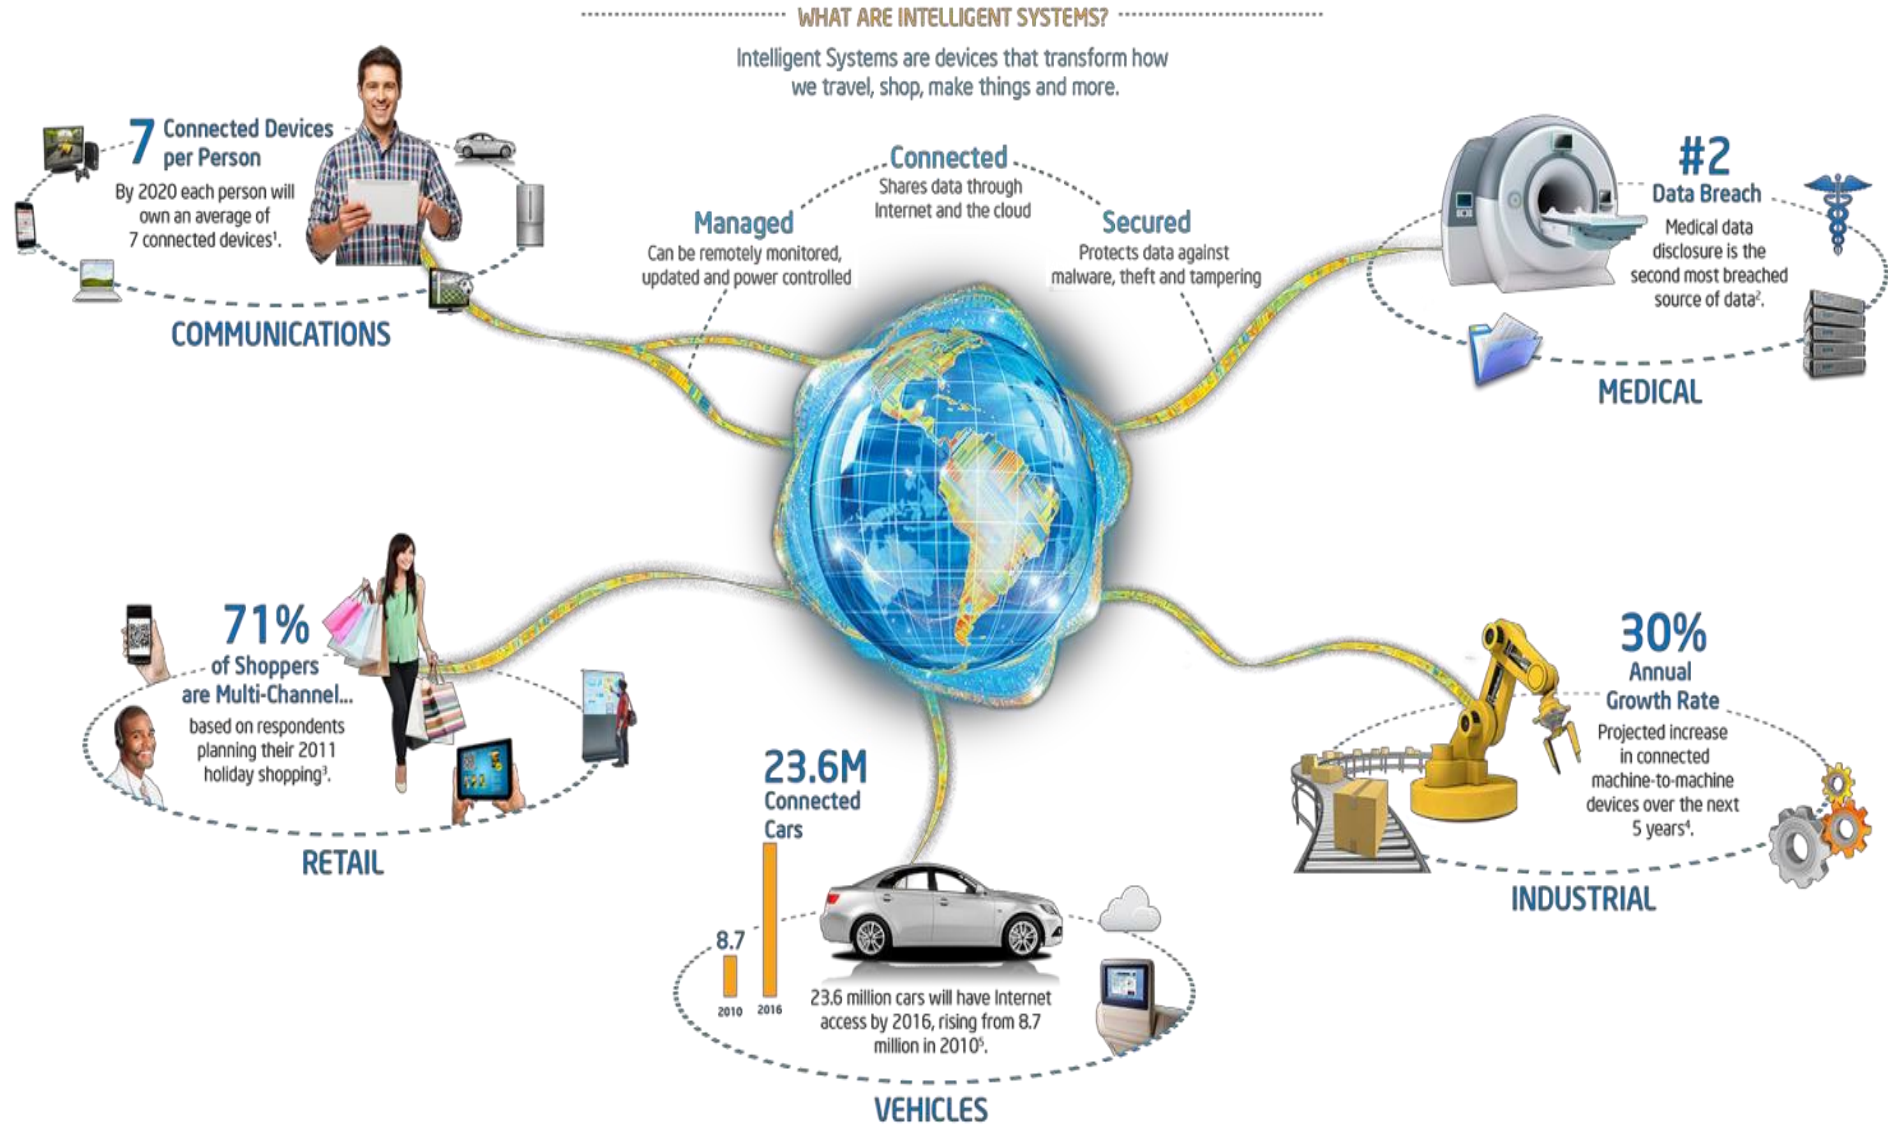 WHAT ARE INTELLIGENT SYSTEMS?
Intelligent Systems are devices that transform how
we travel, shop, make things and more.
Connected
Shares data through
Internet and the cloud
Managed
Can be remotely monitored,
updated and power controlled
Secured
Protects data against
malware, theft and tampering
7 Connected Devices
per Person
By 2020 each person will
own an average of
7 connected devices¹.
COMMUNICATIONS
#2
Data Breach
Medical data
disclosure is the
second most breached
source of data².
MEDICAL
71%
of Shoppers
are Multi-Channel...
based on respondents
planning their 2011
holiday shopping³.
RETAIL
23.6M
Connected
Cars
8.7
2010 2016
23.6 million cars will have Internet
access by 2016, rising from 8.7
million in 2010⁵.
VEHICLES
30%
Annual
Growth Rate
Projected increase
in connected
machine-to-machine
devices over the next
5 years⁴.
INDUSTRIAL